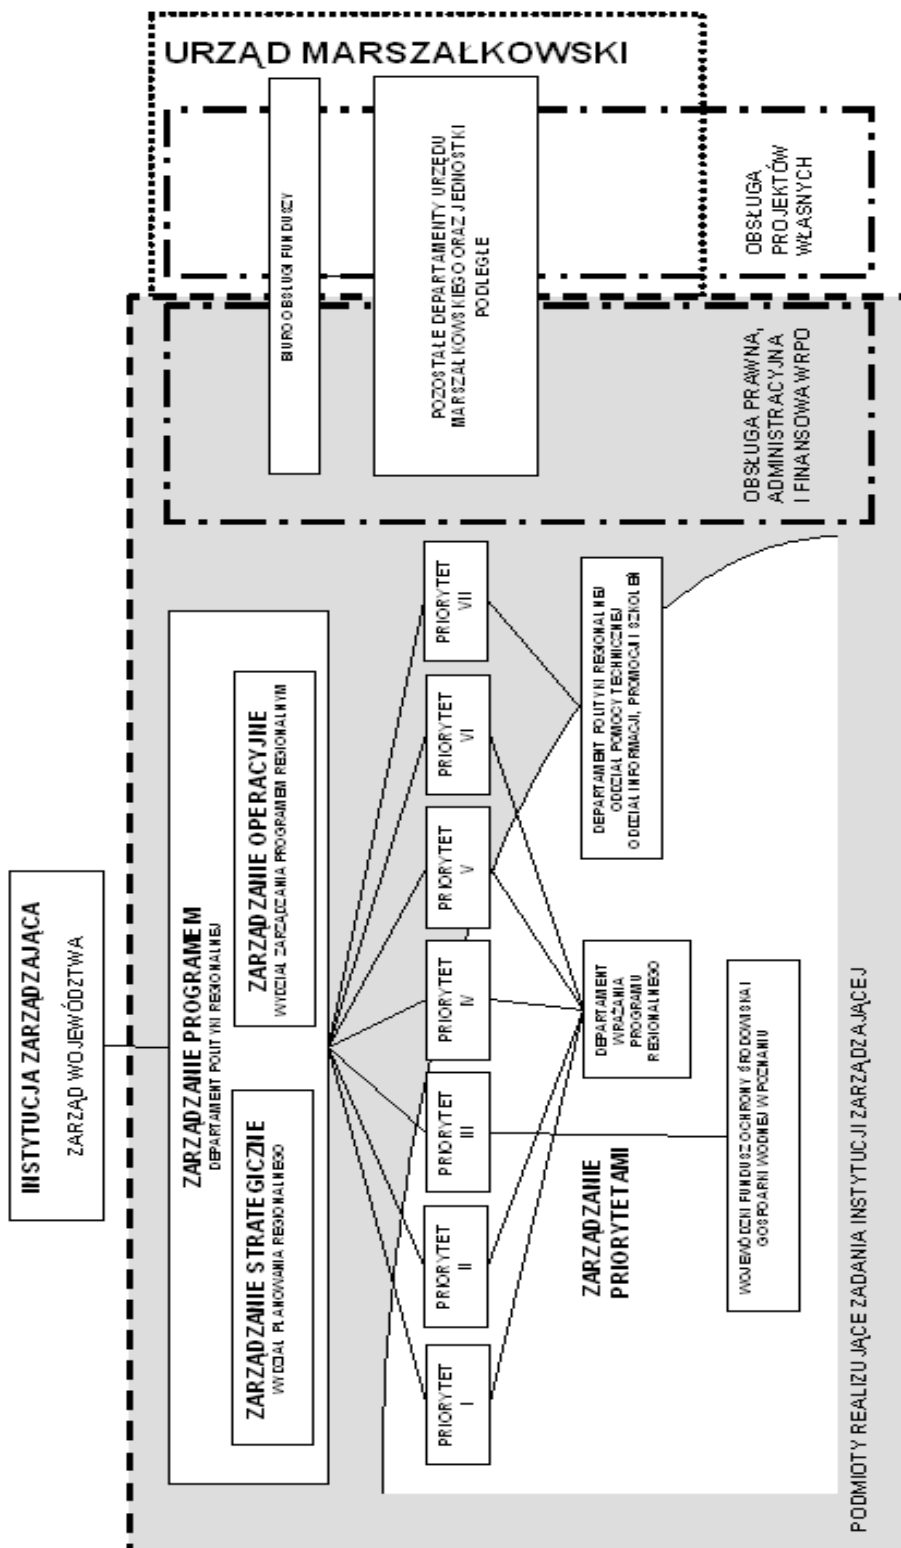 URZĄD MARSZAŁKOWSKI
INSTYTUCJA ZARZĄDZAJĄCA
ZARZĄD WOJEWÓDZTWA
ZARZĄDZANIE PROGRAMEM
DEPARTAMENT POLITYKI REGIONALNEJ
ZARZĄDZANIE STRATEGICZNE
WYDZIAŁ PLANOWANIA REGIONALNEGO
ZARZĄDZANIE OPERACYJNE
WYDZIAŁ ZARZĄDZANIA PROGRAMEM REGIONALNYM
BIURO OBSŁUGI FUNDUSZY
POZOSTAŁE DEPARTAMENTY URZĘDU
MARSZAŁKOWSKIEGO ORAZ JEDNOSTKI
PODLEGŁE
PRIORYTET
I
PRIORYTET
II
PRIORYTET
III
PRIORYTET
IV
PRIORYTET
V
PRIORYTET
VI
PRIORYTET
VII
ZARZĄDZANIE
PRIORYTETAMI
DEPARTAMENT
WRAŻANIA
PROGRAMU
REGIONALNEGO
DEPARTAMENT POLITYKI REGIONALNEJ
ODDZIAŁ POMOCY TECHNICZNEJ
ODDZIAŁ INFORMACJI, PROMOCJI I SZKOLEŃ
WOJEWÓDZKI FUNDUSZ OCHRONY ŚRODOWISKA I
GOSPODARKI WODNEJ W POZNANIU
OBSŁUGA PRAWNA,
ADMINISTRACYJNA
I FINANSOWA WRPO
OBSŁUGA
PROJEKTÓW
WŁASNYCH
PODMIOTY REALIZUJĄCE ZADANIA INSTYTUCJI ZARZĄDZAJĄCEJ